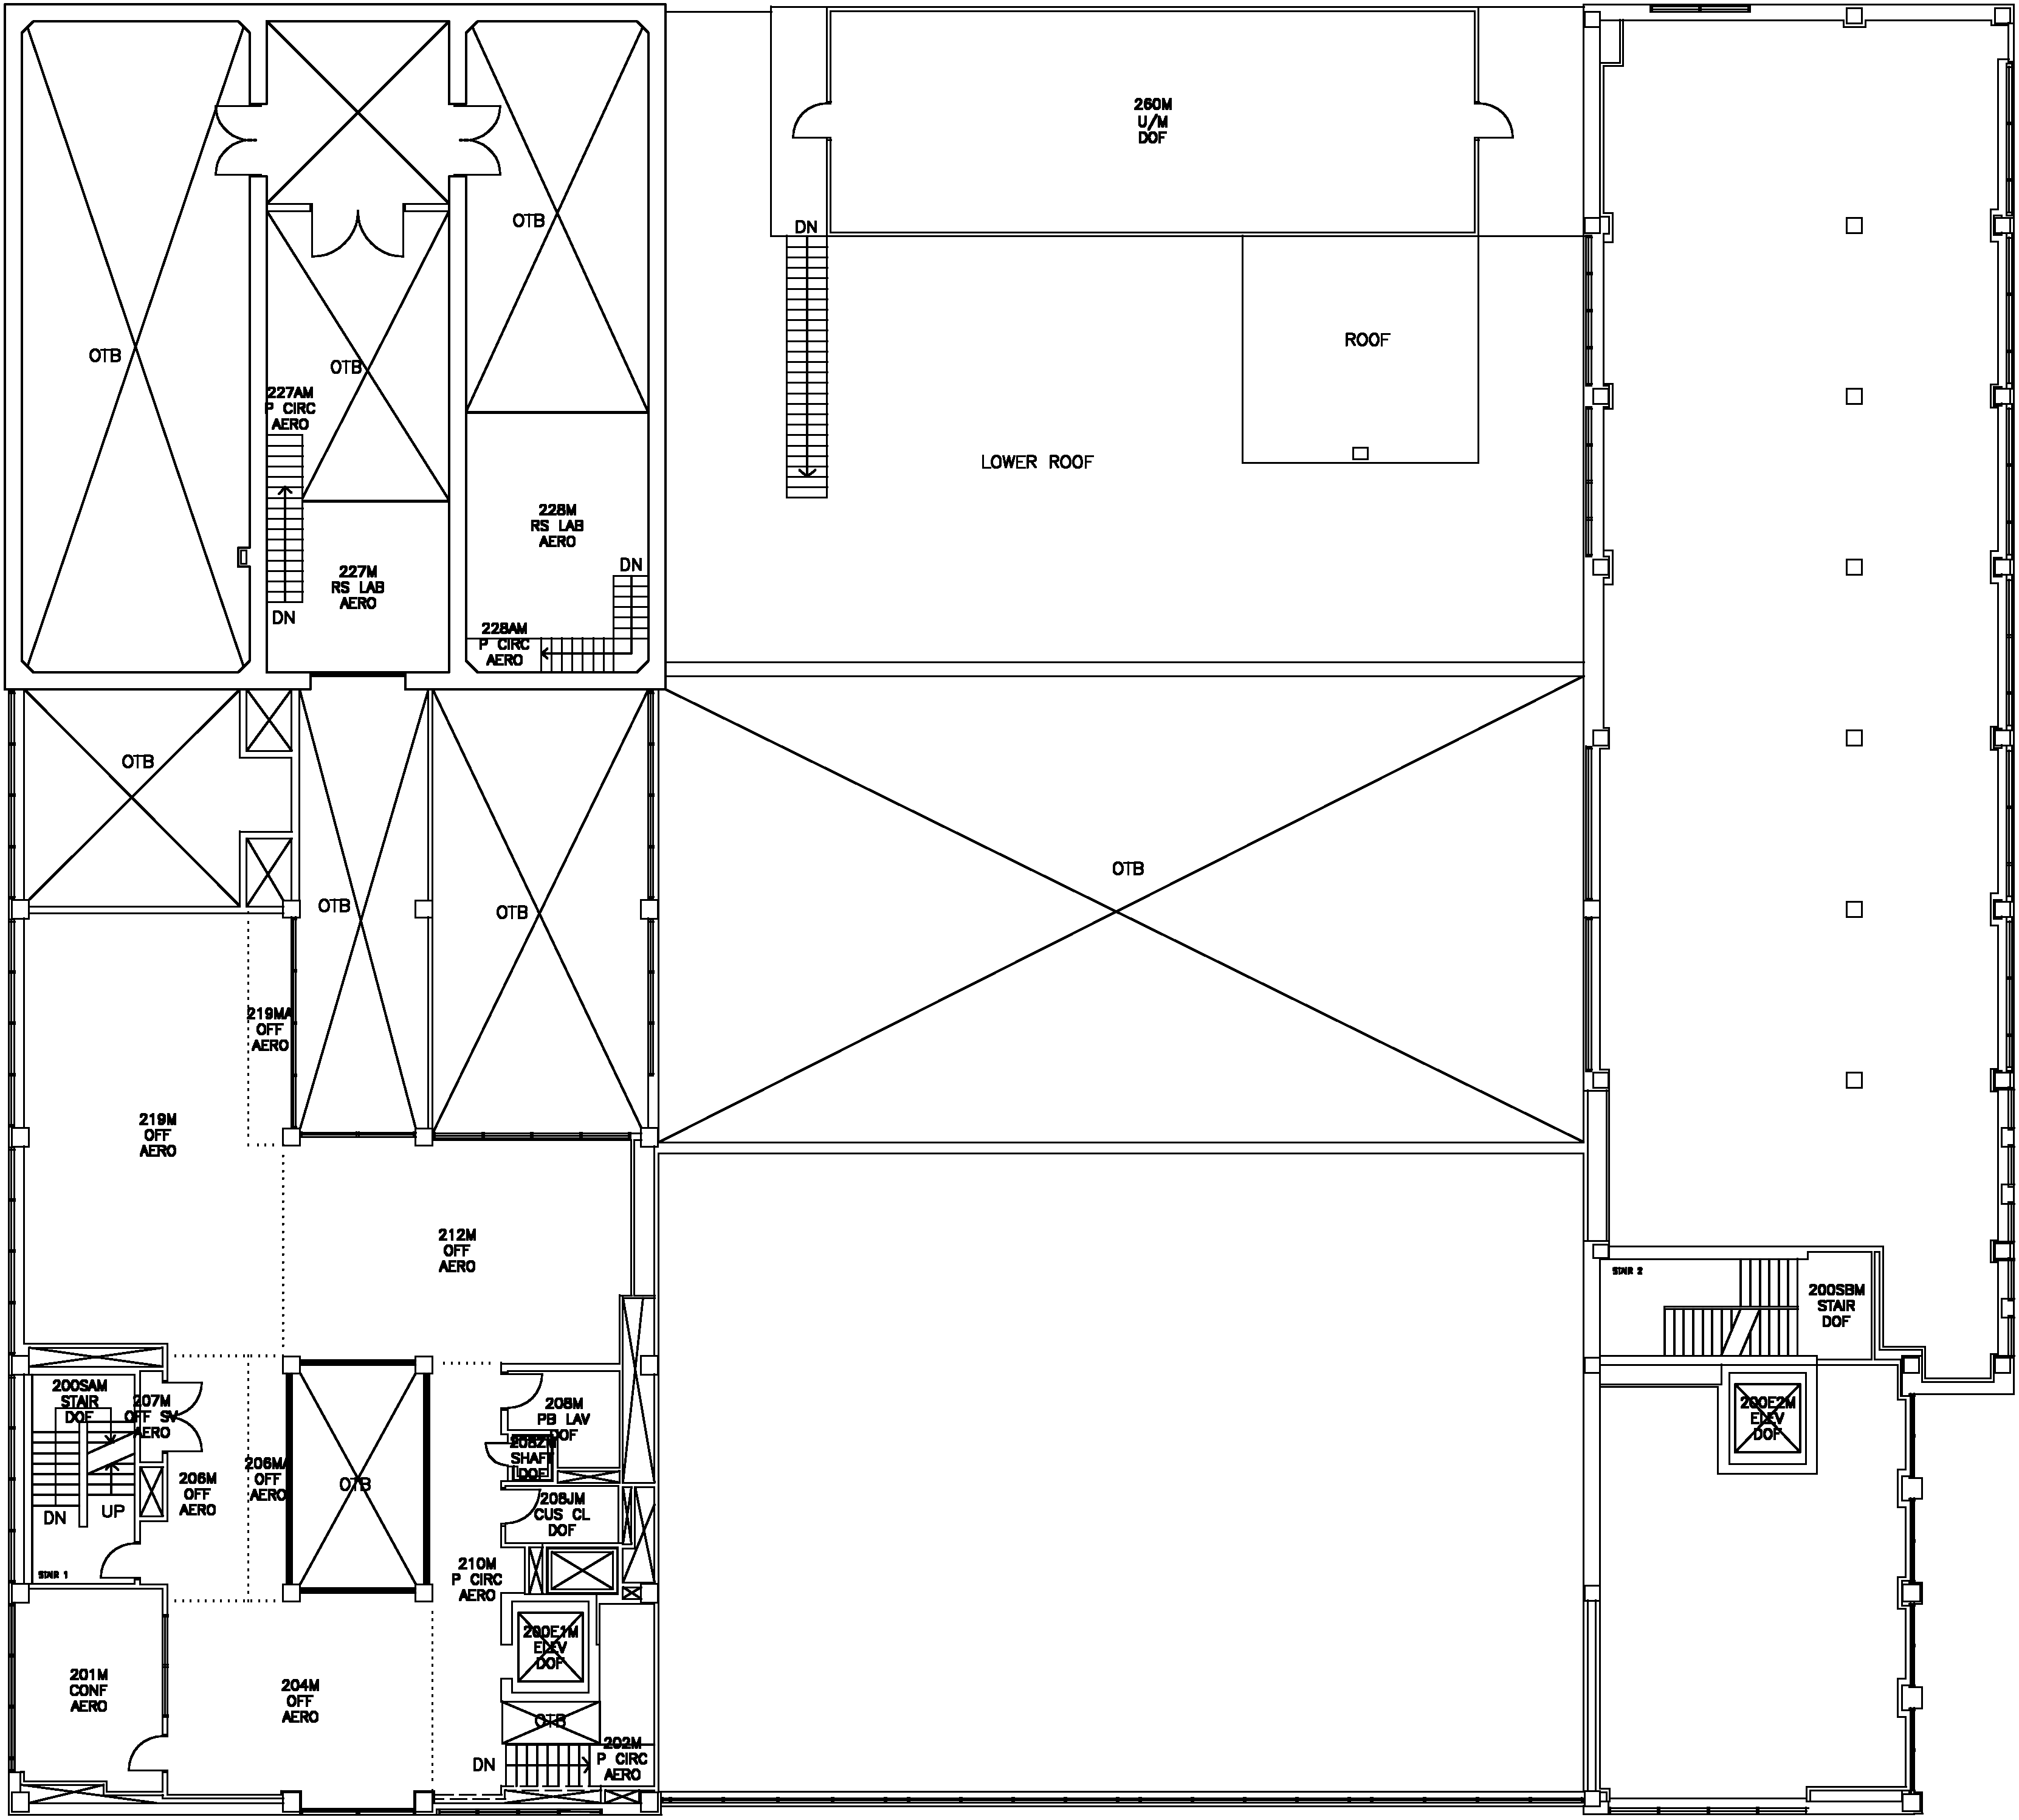 260M
U/M
DOF
OTB
DN
OTB
ROOF
OTB
OTB
227AM
P CIRC
AERO
LOWER ROOF
228M
RS LAB
AERO
DN
227M
RS LAB
AERO
DN
228AM
P CIRC
AERO
OTB
OTB
OTB
OTB
219MA
OFF
AERO
219M
OFF
AERO
212M
OFF
AERO
STAIR 2
200SBM
STAIR
DOF
200SAM
STAIR
DOF
207M
OFF SV
AERO
208M
PB LAV
DOF
200E2M
ELEV
DOF
208ZM
SHAFT
DOF
206M
OFF
AERO
206MA
OFF
AERO
OTB
DN
UP
208JM
CUS CL
DOF
STAIR 1
210M
P CIRC
AERO
200E1M
ELEV
DOF
201M
CONF
AERO
204M
OFF
AERO
OTB
DN
202M
P CIRC
AERO